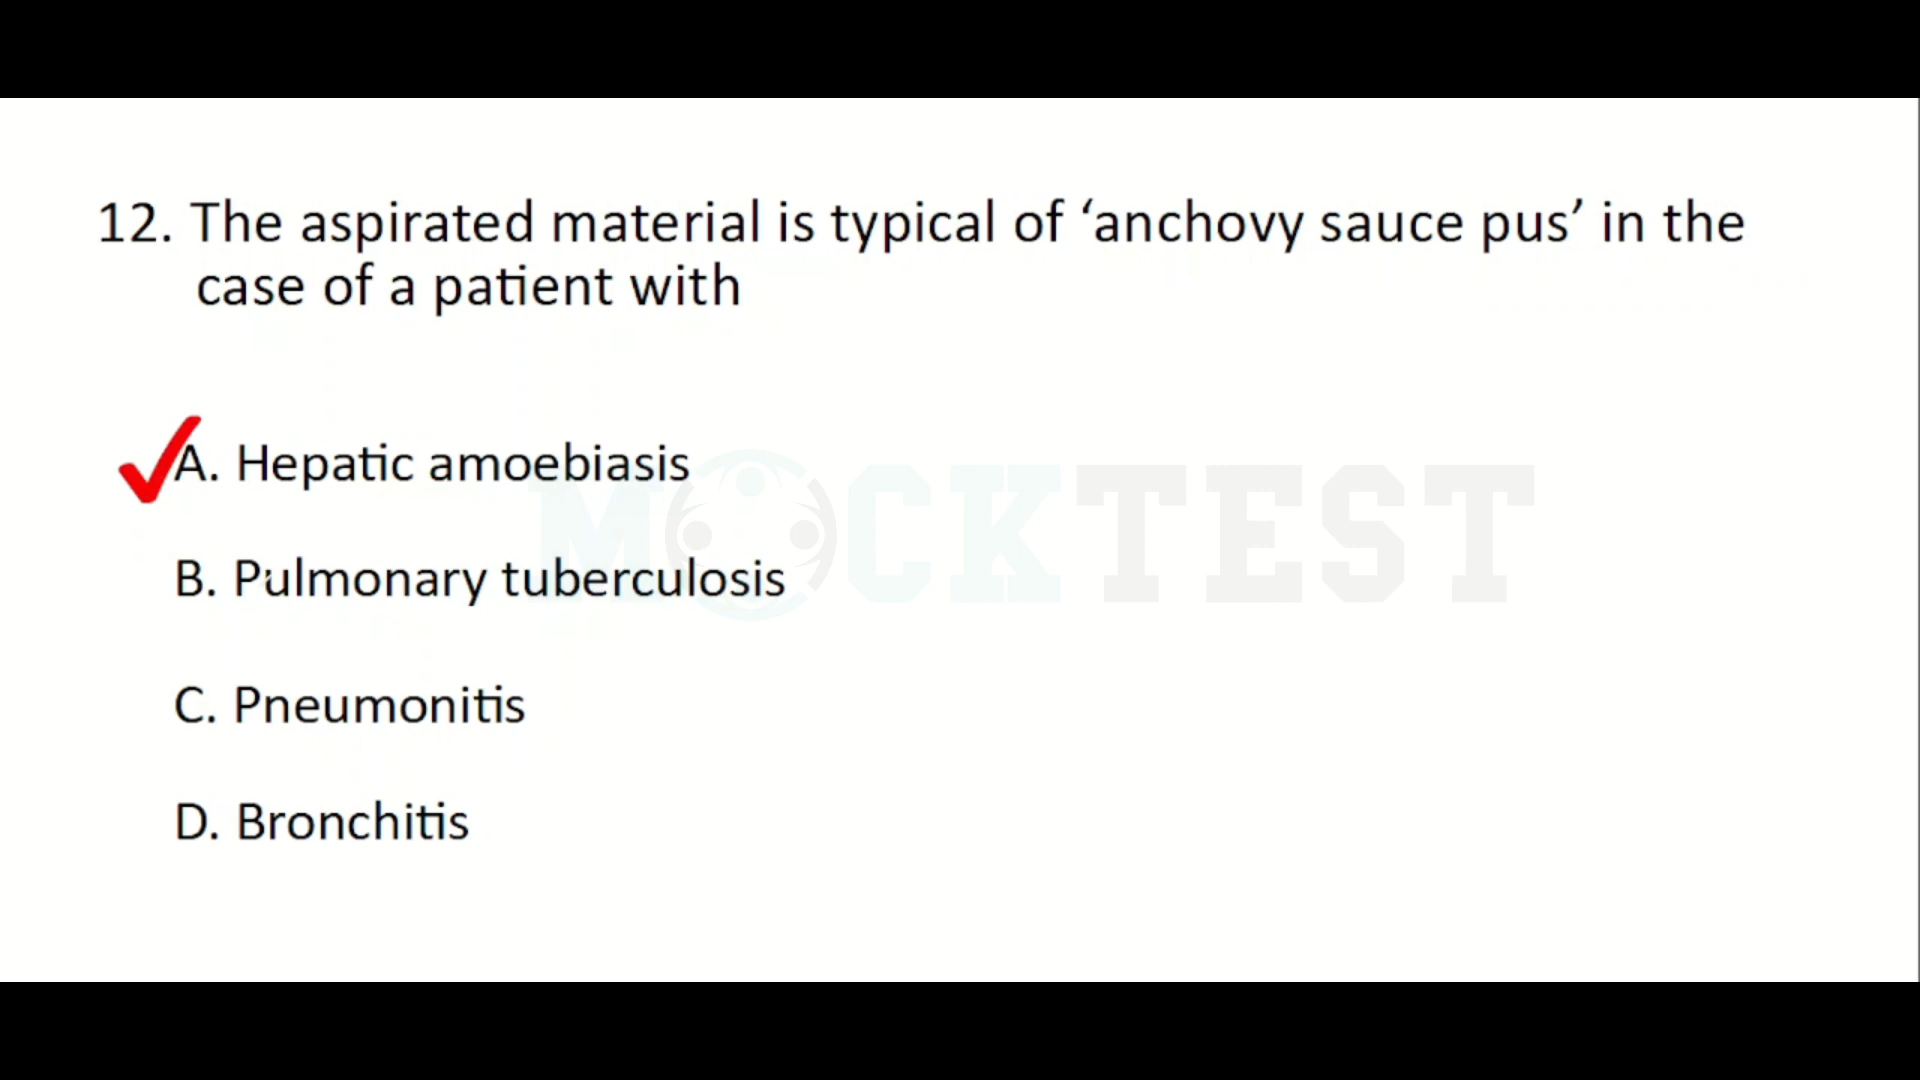 12. The aspirated material is typical of ‘anchovy sauce pus’ in the
case of a patient with
A. Hepatic amoebiasis
MOCKTEST
B. Pulmonary tuberculosis
C. Pneumonitis
D. Bronchitis